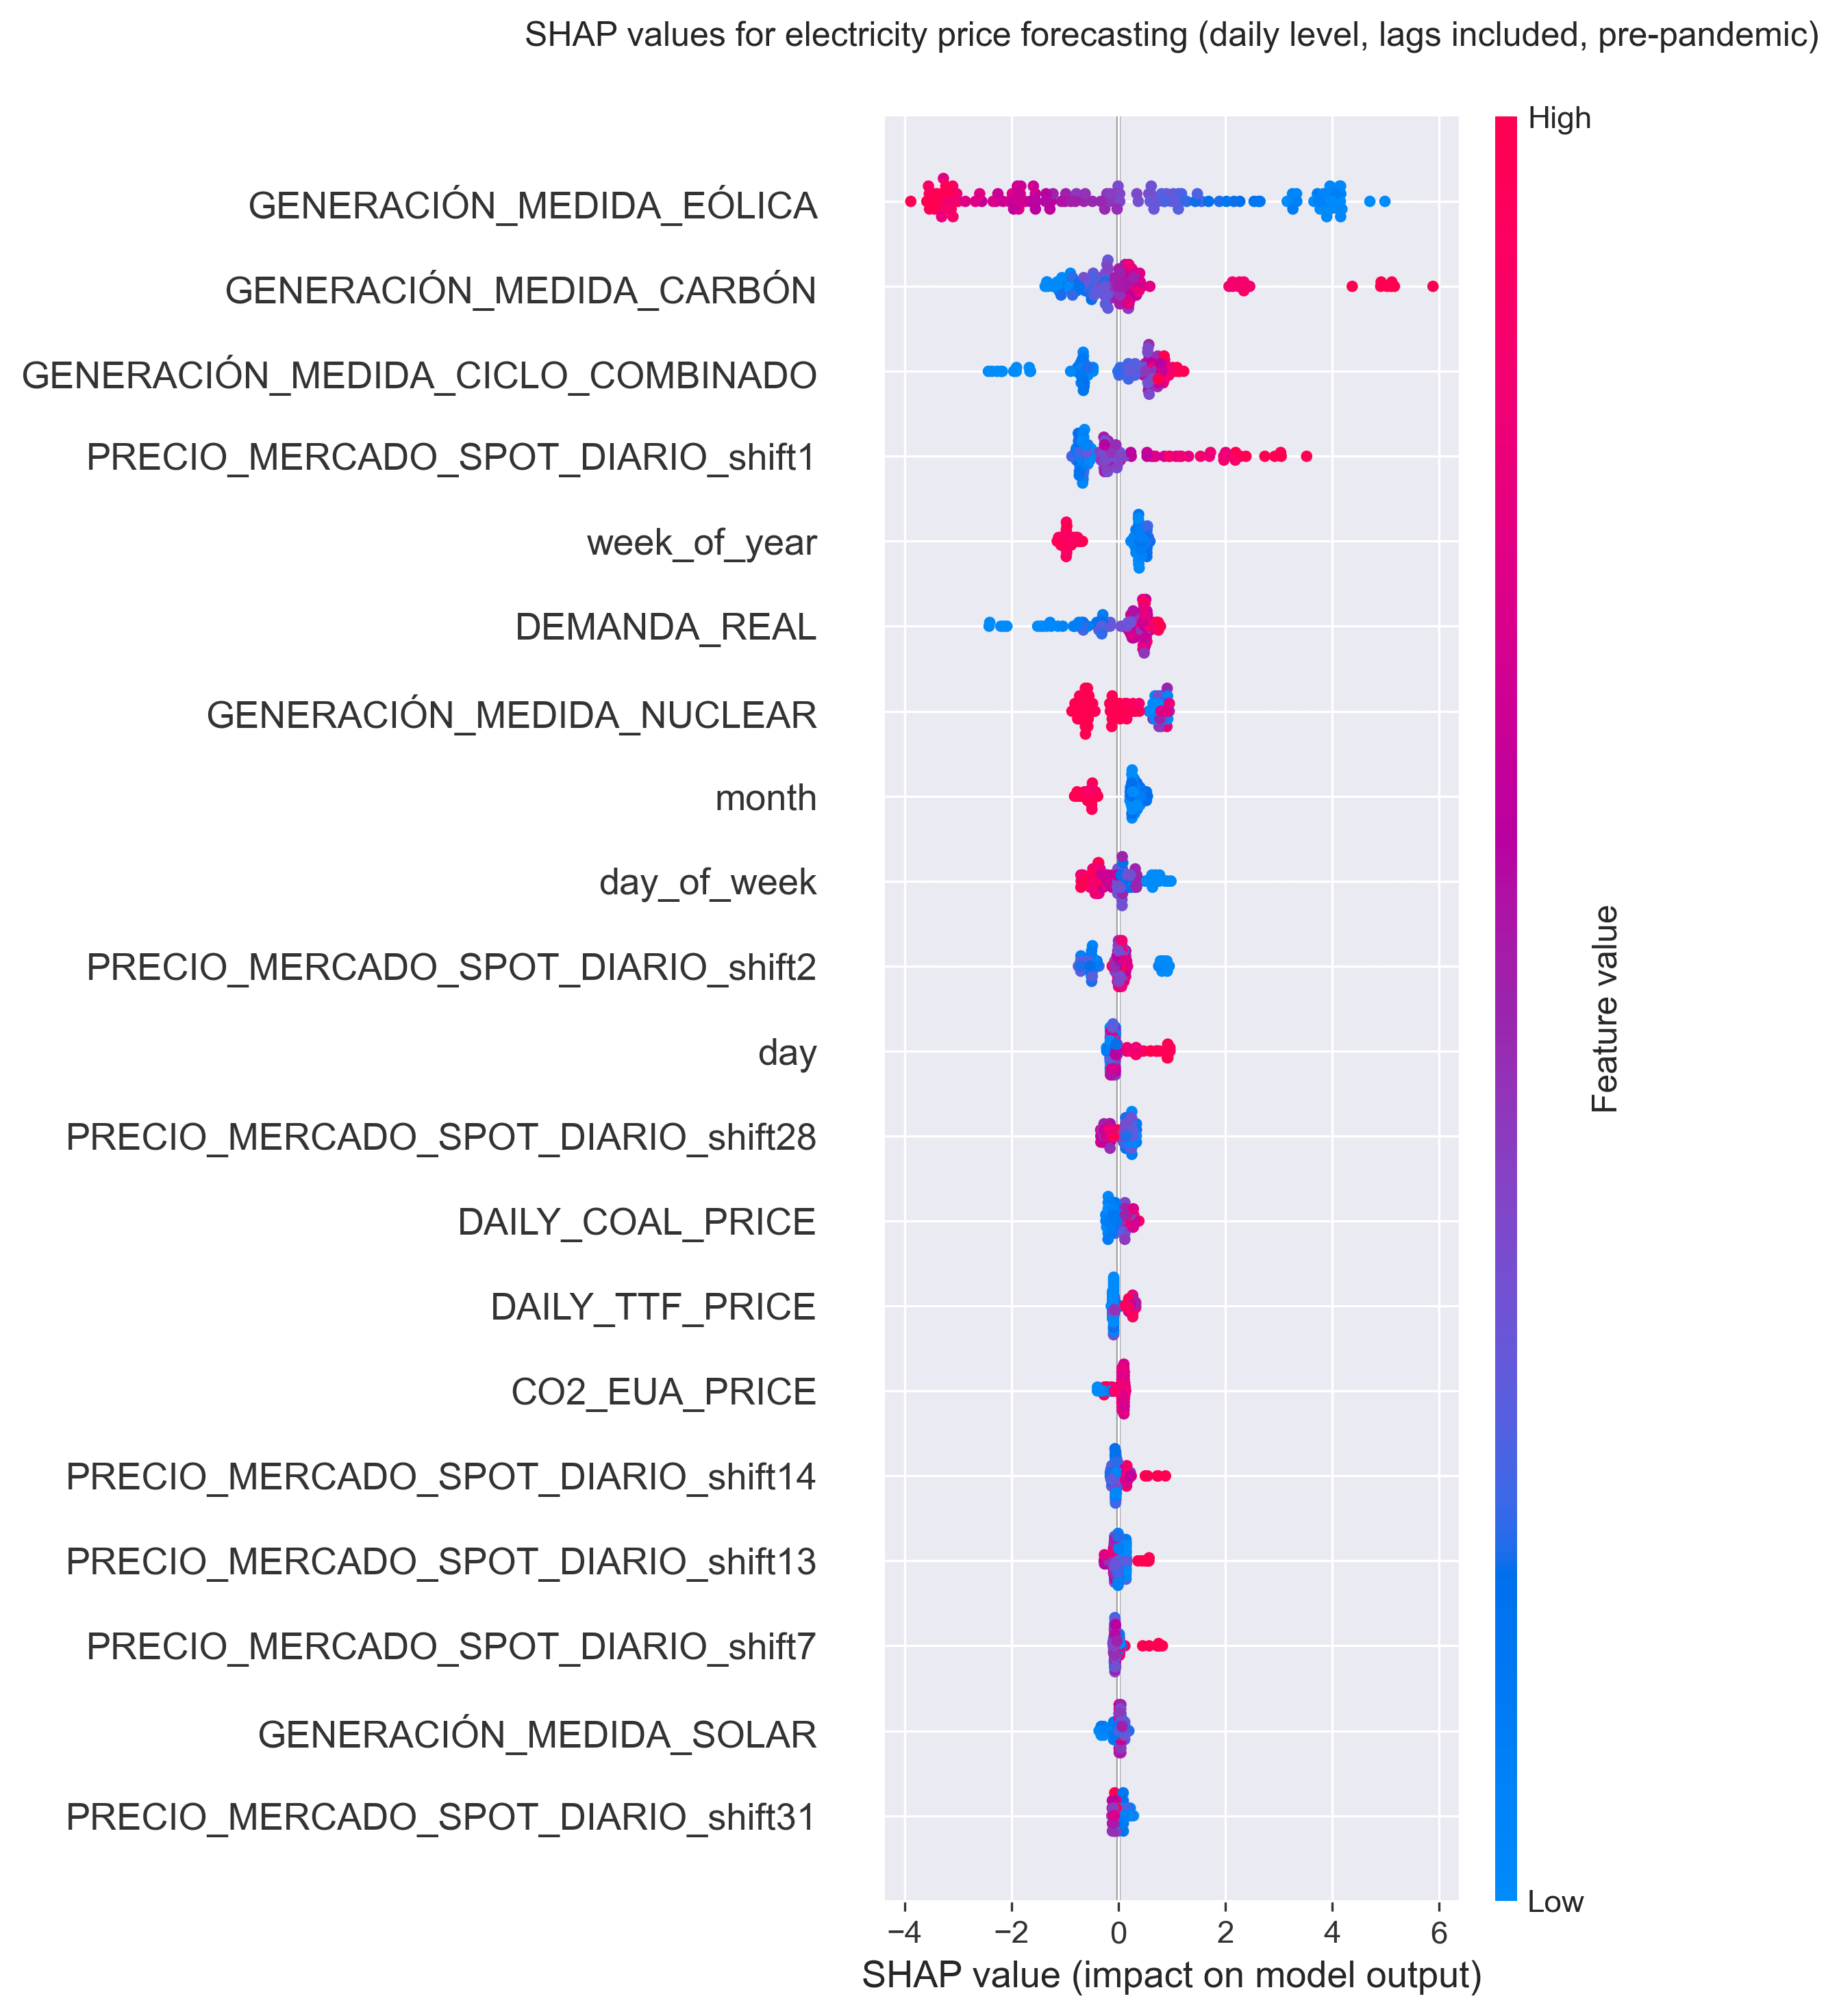 SHAP values for electricity price forecasting (daily level, lags included, pre-pandemic)
High
GENERACIÓN_MEDIDA_EÓLICA
GENERACIÓN_MEDIDA_CARBÓN
GENERACIÓN_MEDIDA_CICLO_COMBINADO
PRECIO_MERCADO_SPOT_DIARIO_shift1
week_of_year
DEMANDA_REAL
GENERACIÓN_MEDIDA_NUCLEAR
month
day_of_week
PRECIO_MERCADO_SPOT_DIARIO_shift2
day
PRECIO_MERCADO_SPOT_DIARIO_shift28
DAILY_COAL_PRICE
DAILY_TTF_PRICE
CO2_EUA_PRICE
PRECIO_MERCADO_SPOT_DIARIO_shift14
PRECIO_MERCADO_SPOT_DIARIO_shift13
PRECIO_MERCADO_SPOT_DIARIO_shift7
GENERACIÓN_MEDIDA_SOLAR
PRECIO_MERCADO_SPOT_DIARIO_shift31
Feature value
Low
−4 −2 0 2 4 6
SHAP value (impact on model output)